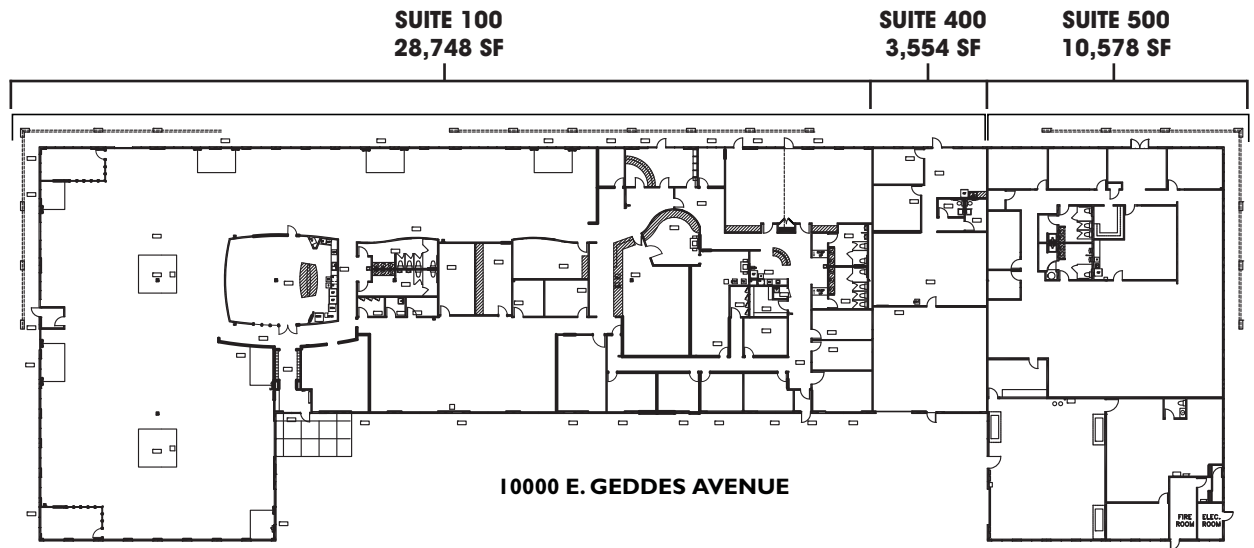 SUITE 100
28,748 SF
SUITE 400
3,554 SF
SUITE 500
10,578 SF
10000 E. GEDDES AVENUE
FIRE
ROOM
ELEC.
ROOM